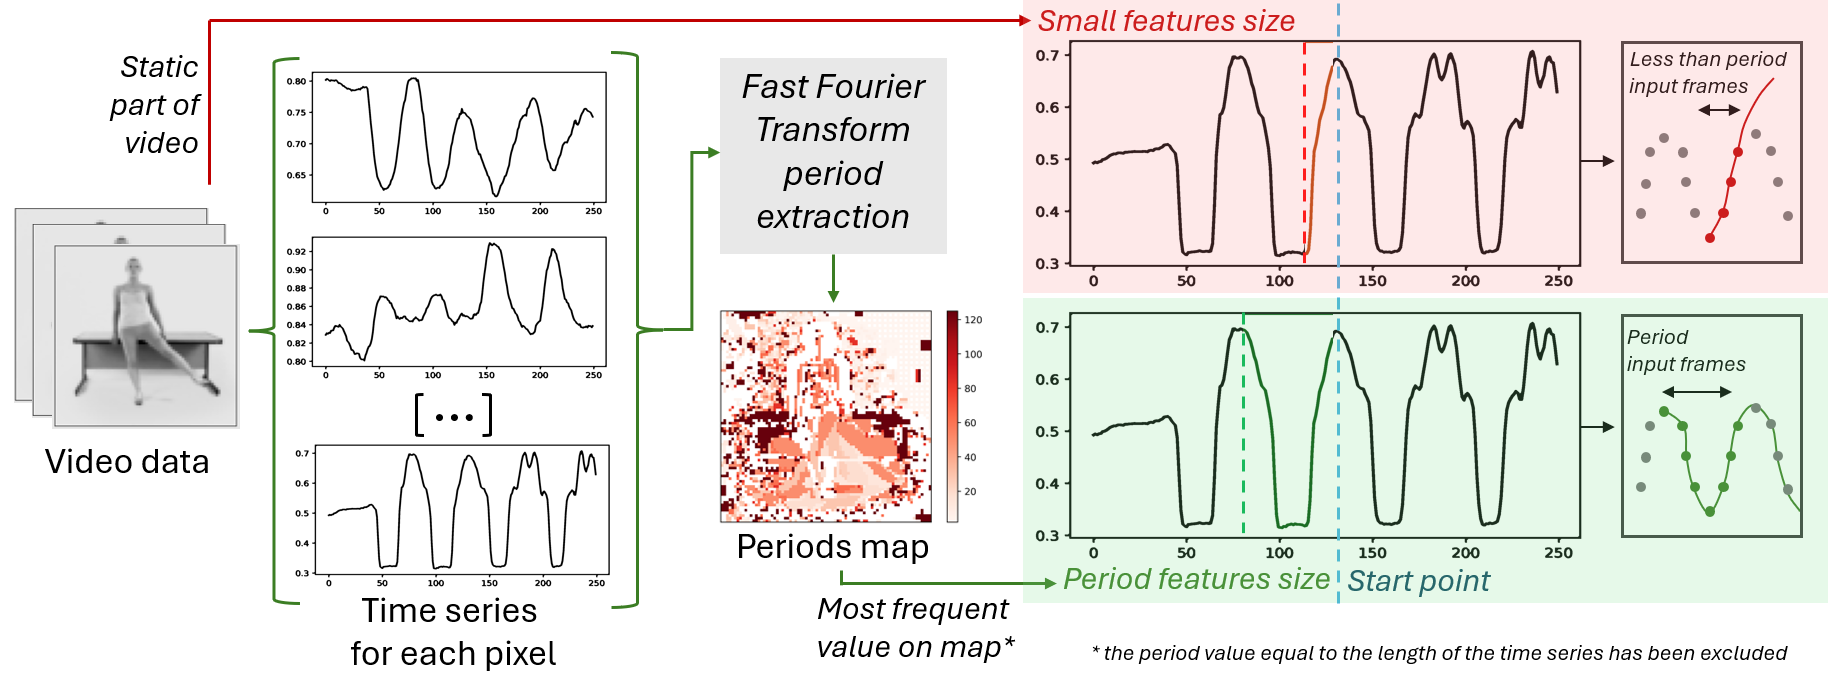 Static
part of
video
Video data
0.80
0.75
0.70
0.65
0 50 100 150 200 250
0.92
0.90
0.88
0.86
0.84
0.82
0.80
0 50 100 150 200 250
[•••]
0.7
0.6
0.5
0.4
0.3
0 50 100 150 200 250
Time series
for each pixel
Fast Fourier
Transform
period
extraction
120
100
80
60
40
20
Periods map
Most frequent
value on map*
Small features size
0.7
0.6
0.5
0.4
0.3
0 50 100 150 200 250
Less than period
input frames
0.7
0.6
0.5
0.4
0.3
0 50 100 150 200 250
Period
input frames
Period features size
Start point
* the period value equal to the length of the time series has been excluded